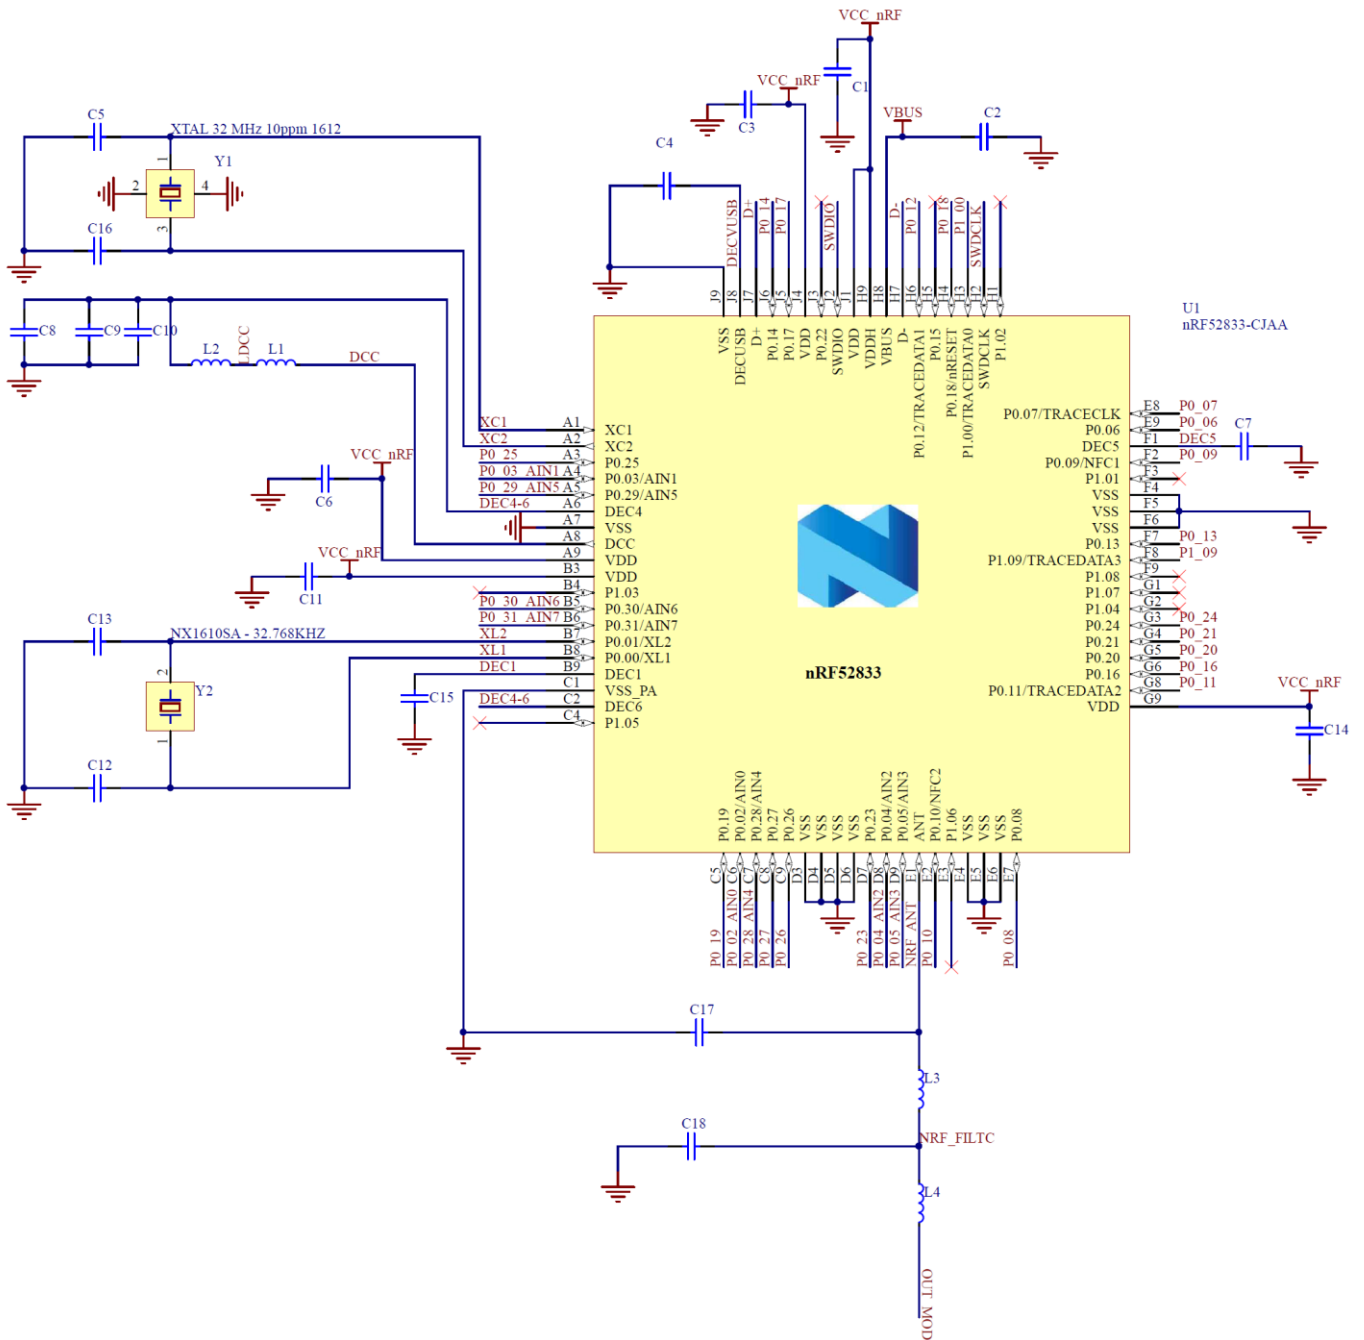 VCC_nRF
C1
VCC_nRF
C3
VBUS
C2
C4
C5
XTAL 32 MHz 10ppm 1612
1
Y1
2
4
3
C16
DECVUSB
D+
P0_14
P0_17
SWDIO
D-
P0_12
P0_18
P1_00
SWDCLK
J9
J8
J7
J6
J5
J4
J3
J2
J1
H9
H8
H7
H6
H5
H4
H3
H2
H1
VSS
DECUSB
D+
P0.14
P0.17
VDD
P0.22
SWDIO
VDD
VDDH
VBUS
D-
P0.12/TRACEDATA1
P0.15
P0.18/nRESET
P1.00/TRACEDATA0
SWDCLK
P1.02
U1
nRF52833-CJAA
C8
C9
C10
L2
LDCC
L1
DCC
XC1 A1 XC1
XC2 A2 XC2
P0_25 A3 P0.25
P0_03_AIN1 A4 P0.03/AIN1
P0_29_AIN5 A5 P0.29/AIN5
DEC4-6 A6 DEC4
A7 VSS
A8 DCC
A9 VDD
B3 VDD
B4 P1.03
P0_30_AIN6 B5 P0.30/AIN6
P0_31_AIN7 B6 P0.31/AIN7
XL2 B7 P0.01/XL2
XL1 B8 P0.00/XL1
DEC1 B9 DEC1
C1 VSS_PA
DEC4-6 C2 DEC6
C4 P1.05
VCC_nRF
C6
VCC_nRF
C11
C13
NX1610SA - 32.768KHZ
2
Y2
1
C12
C15
nRF52833
P0.07/TRACECLK E8 P0_07
P0.06 E9 P0_06
DEC5 F1 DEC5
C7
P0.09/NFC1 F2 P0_09
P1.01 F3
VSS F4
VSS F5
VSS F6
P0.13 F7 P0_13
P1.09/TRACEDATA3 F8 P1_09
P1.08 F9
P1.07 G1
P1.04 G2
P0.24 G3 P0_24
P0.21 G4 P0_21
P0.20 G5 P0_20
P0.16 G6 P0_16
P0.11/TRACEDATA2 G8 P0_11
VDD G9
VCC_nRF
C14
P0.19
P0.02/AIN0
P0.28/AIN4
P0.27
P0.26
VSS
VSS
VSS
VSS
P0.23
P0.04/AIN2
P0.05/AIN3
ANT
P0.10/NFC2
P1.06
VSS
VSS
VSS
P0.08
C5
C6
C7
C8
C9
D3
D4
D5
D6
D7
D8
D9
E1
E2
E3
E4
E5
E6
E7
P0_19
P0_02_AIN0
P0_28_AIN4
P0_27
P0_26
P0_23
P0_04_AIN2
P0_05_AIN3
NRF_ANT
P0_10
P0_08
C17
L3
C18
NRF_FILTC
L4
OUT_MOD